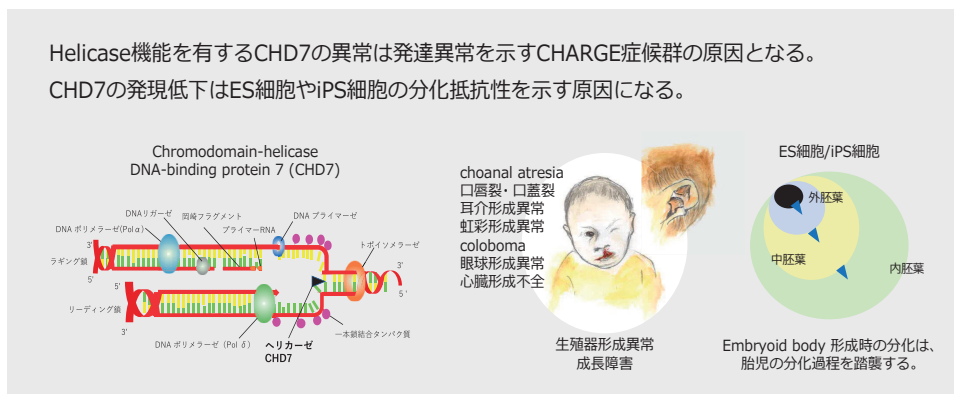 Helicase機能を有するCHD7の異常は発達異常を示すCHARGE症候群の原因となる。
CHD7の発現低下はES細胞やiPS細胞の分化抵抗性を示す原因になる。
Chromodomain-helicase
DNA-binding protein 7 (CHD7)
DNAリガーゼ
岡崎フラグメント
DNA プライマーゼ
DNA ポリメラーゼ(Pol α)
プライマーRNA
トポイソメラーゼ
3'
ラギング鎖
5'
5'
3'
5'
リーディング鎖
3'
DNA ポリメラーゼ (Pol δ)
ヘリカーゼ
CHD7
一本鎖結合タンパク質
choanal atresia
口唇裂・口蓋裂
耳介形成異常
虹彩形成異常
coloboma
眼球形成異常
心臓形成不全
生殖器形成異常
成長障害
ES細胞/iPS細胞
外胚葉
中胚葉
内胚葉
Embryoid body 形成時の分化は、
胎児の分化過程を踏襲する。